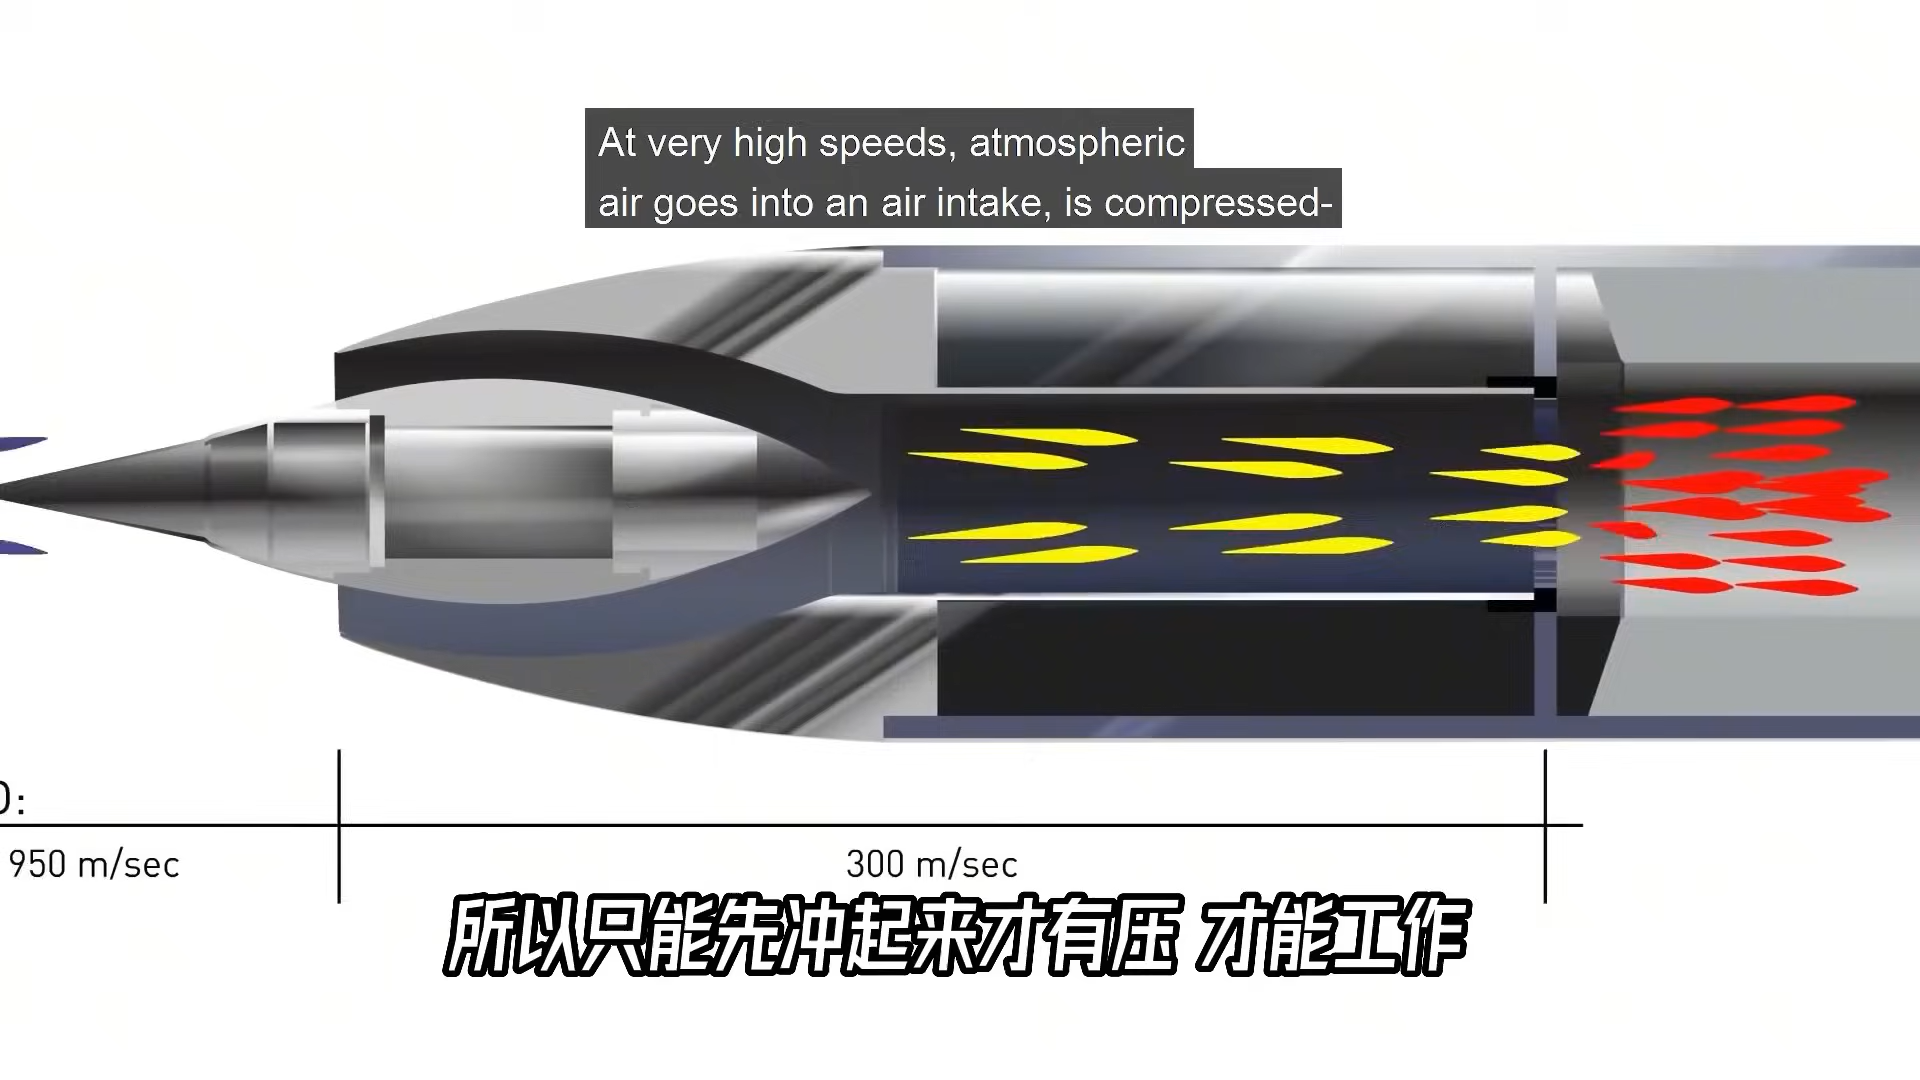 At very high speeds, atmospheric
air goes into an air intake, is compressed-
:
950 m/sec
300 m/sec
所以只能先冲起来才有压 才能工作